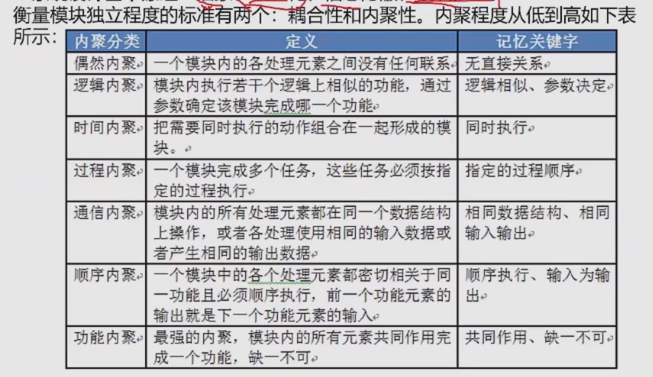 衡量模块独立程度的标准有两个：耦合性和内聚性。内聚程度从低到高如下表
所示：
内聚分类 定义 记忆关键字
偶然内聚 一个模块内的各处理元素之间没有任何联系 无直接关系
逻辑内聚 模块内执行若干个逻辑上相似的功能，通过 逻辑相似、参数决定
参数确定该模块完成哪一个功能
时间内聚 把需要同时执行的动作组合在一起形成的模 同时执行
块。
过程内聚 一个模块完成多个任务，这些任务必须按指 指定的过程顺序
定的过程执行
通信内聚 模块内的所有处理元素都在同一个数据结构 相同数据结构、相同
上操作，或者各处理使用相同的输入数据或 输入输出
者产生相同的输出数据
顺序内聚 一个模块中的各个处理元素都密切相关于同 顺序执行、输入为输
一功能且必须顺序执行，前一个功能元素的 出
输出就是下一个功能元素的输入
功能内聚 最强的内聚，模块内的所有元素共同作用完 共同作用、缺一不可
成一个功能，缺一不可